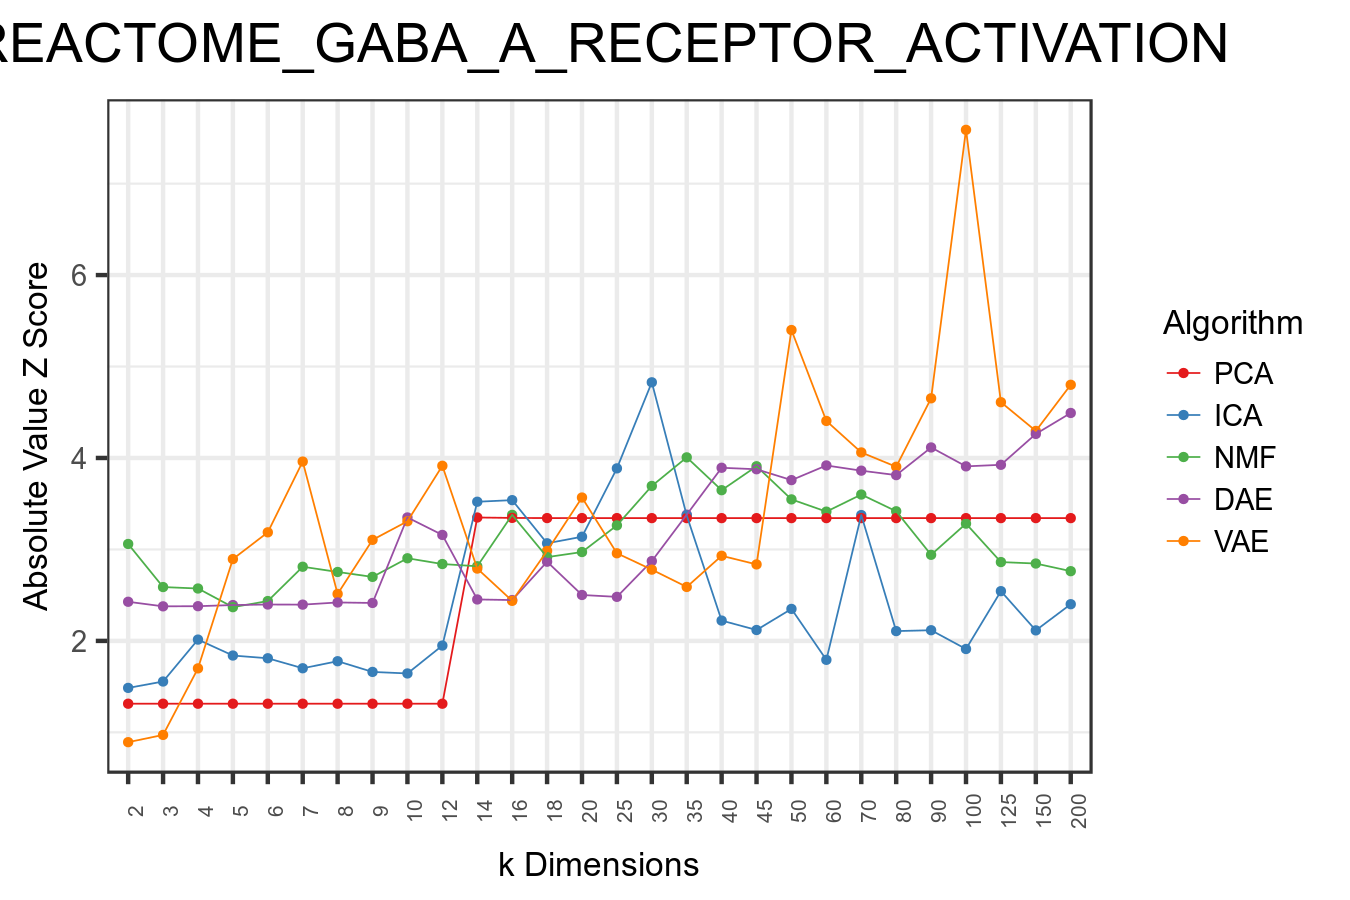 REACTOME_GABA_A_RECEPTOR_ACTIVATION
6
4
2
Absolute Value Z Score
2 3 4 5 6 7 8 9 10 12 14 16 18 20 25 30 35 40 45 50 60 70 80 90 100 125 150 200
k Dimensions
Algorithm
PCA
ICA
NMF
DAE
VAE